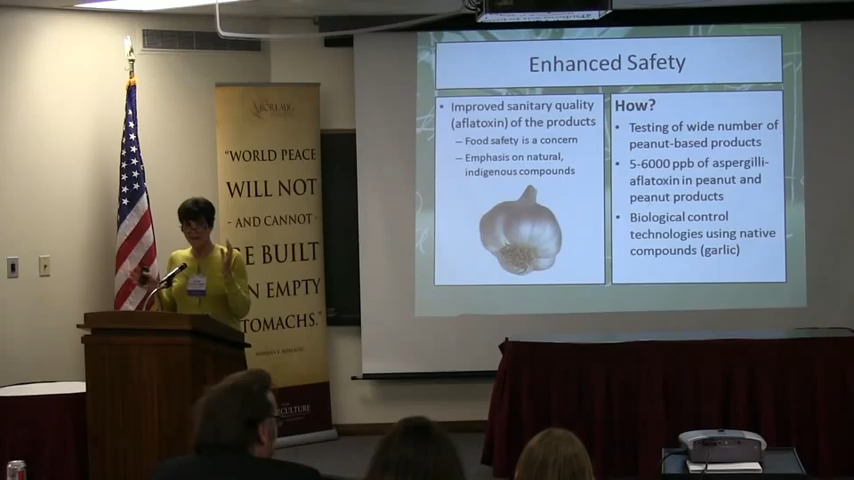 Enhanced Safety
• Improved sanitary quality
(aflatoxin) of the products
– Food safety is a concern
– Emphasis on natural,
indigenous compounds
How?
• Testing of wide number of
peanut-based products
• 5-6000 ppb of aspergilli-
aflatoxin in peanut and
peanut products
• Biological control
technologies using native
compounds (garlic)
BORLAUG
"WORLD PEACE
WILL NOT
- AND CANNOT -
BE BUILT
ON EMPTY
STOMACHS."